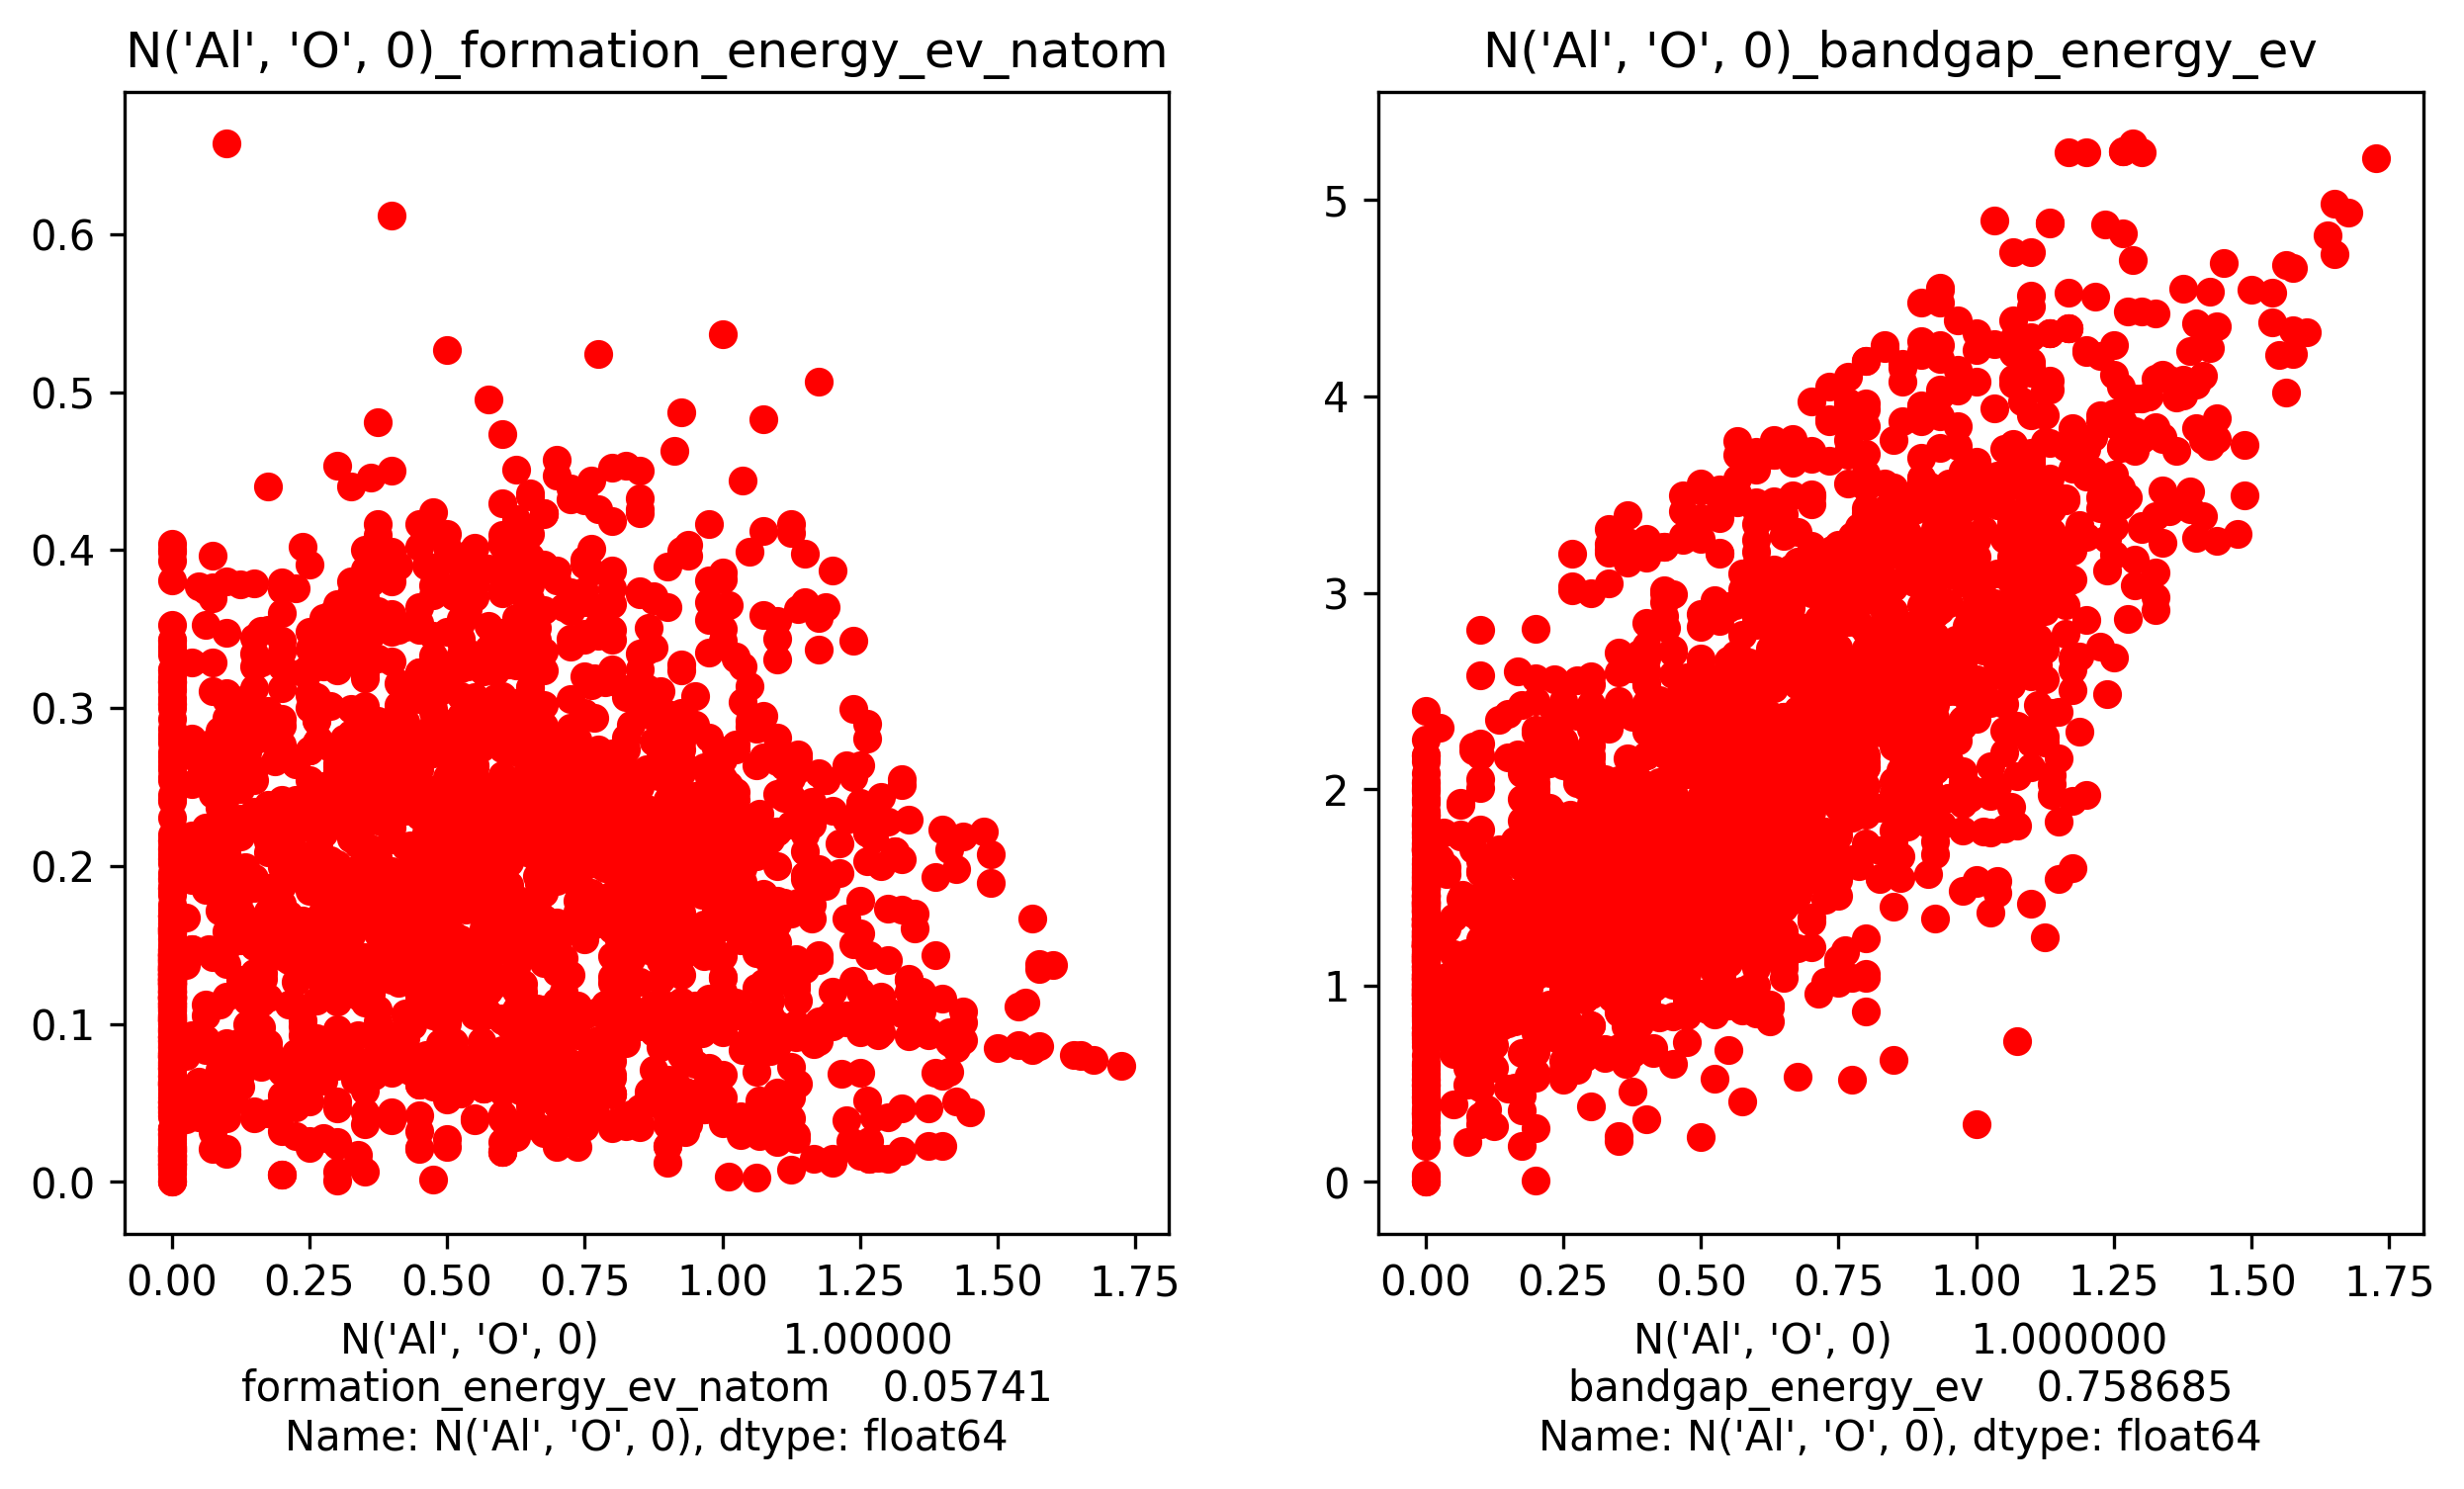 N('Al', 'O', 0)_formation_energy_ev_natom
0.6
0.5
0.4
0.3
0.2
0.1
0.0
0.00 0.25 0.50 0.75 1.00 1.25 1.50 1.75
N('Al', 'O', 0) 1.00000
formation_energy_ev_natom 0.05741
Name: N('Al', 'O', 0), dtype: float64
N('Al', 'O', 0)_bandgap_energy_ev
5
4
3
2
1
0
0.00 0.25 0.50 0.75 1.00 1.25 1.50 1.75
N('Al', 'O', 0) 1.000000
bandgap_energy_ev 0.758685
Name: N('Al', 'O', 0), dtype: float64